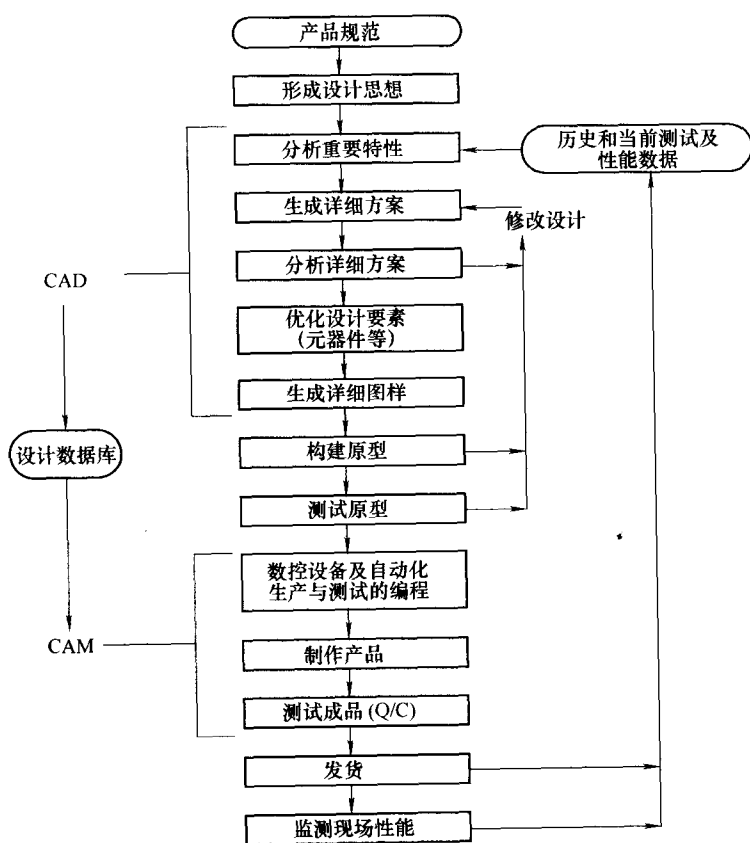 产品规范
形成设计思想
分析重要特性
历史和当前测试及
性能数据
生成详细方案
修改设计
分析详细方案
CAD
优化设计要素
(元器件等)
生成详细图样
设计数据库
构建原型
测试原型
数控设备及自动化
生产与测试的编程
CAM
制作产品
测试成品(Q/C)
发货
监测现场性能